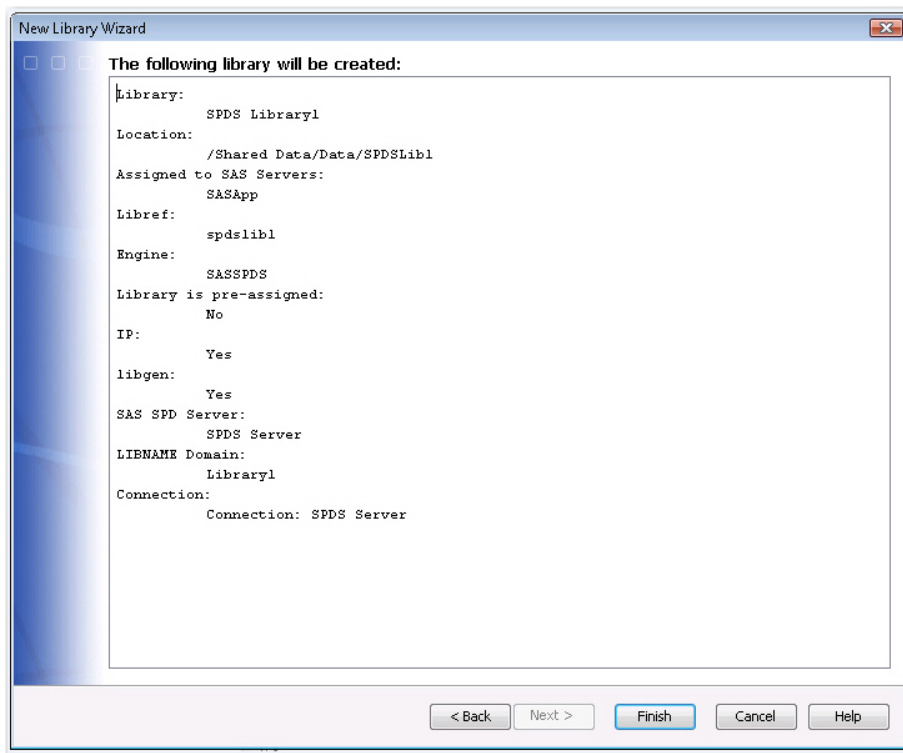 New Library Wizard
The following library will be created:
Library:
SPDS Library1
Location:
/Shared Data/Data/SPDSLib1
Assigned to SAS Servers:
SASApp
Libref:
spdslib1
Engine:
SASSPDS
Library is pre-assigned:
No
IP:
Yes
libgen:
Yes
SAS SPD Server:
SPDS Server
LIBNAME Domain:
Library1
Connection:
Connection: SPDS Server
< Back Next > Finish Cancel Help